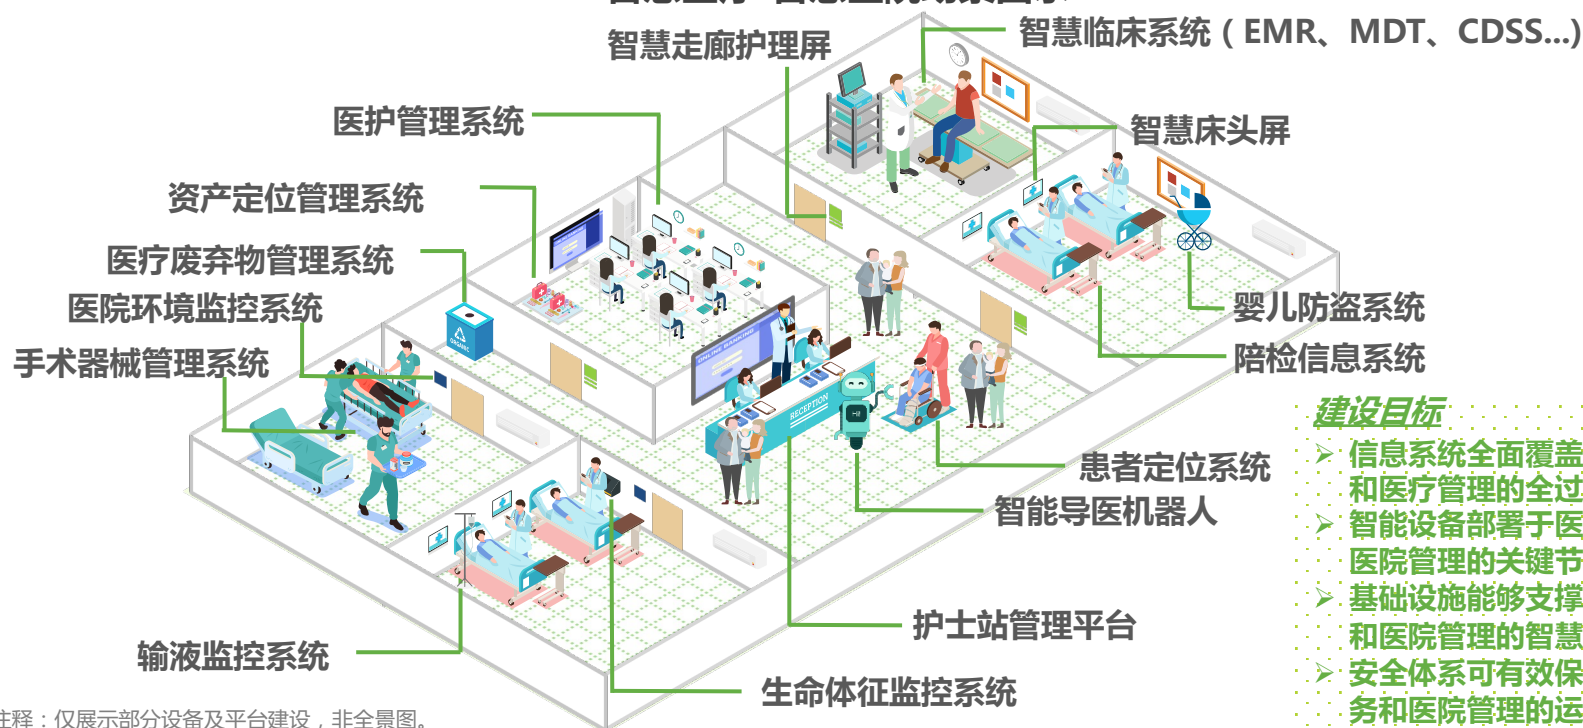 智慧走廊护理屏
智慧临床系统（EMR、MDT、CDSS...)
医护管理系统
智慧床头屏
资产定位管理系统
医疗废弃物管理系统
医院环境监控系统
手术器械管理系统
婴儿防盗系统
陪检信息系统
ORGANIC
ONLINE BANKING
RECEPTION
建设目标
信息系统全面覆盖
和医疗管理的全过
智能设备部署于医
医院管理的关键节
基础设施能够支撑
和医院管理的智慧
安全体系可有效保
务和医院管理的运
患者定位系统
智能导医机器人
护士站管理平台
输液监控系统
生命体征监控系统
注释：仅展示部分设备及平台建设，非全景图。